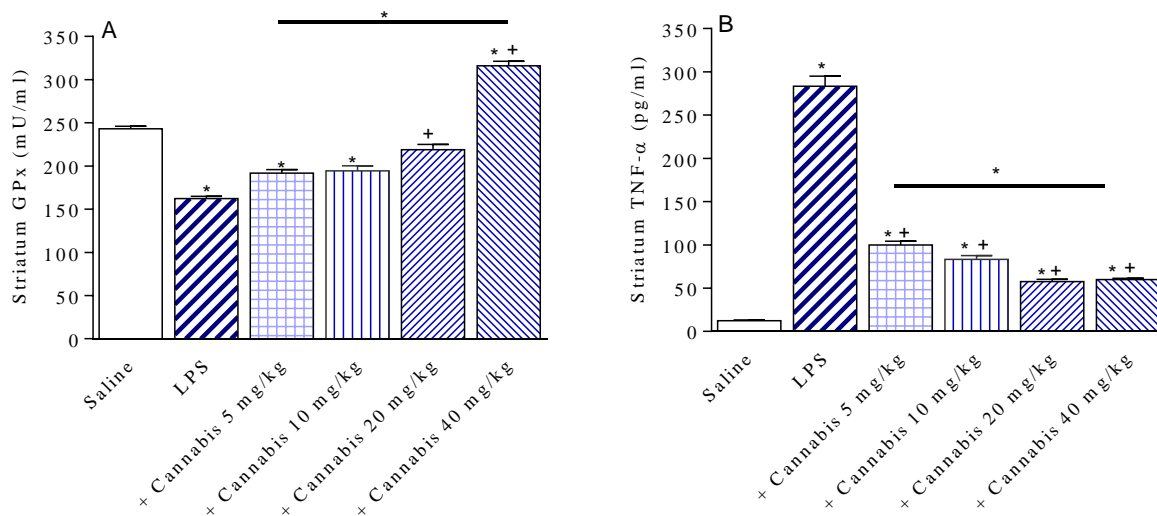 A
*
Striatum GPx (mU/ml)
350
300
250
200
150
100
50
0
*
*
*
+
* +
Saline
LPS
+ Cannabis 5 mg/kg
+ Cannabis 10 mg/kg
+ Cannabis 20 mg/kg
+ Cannabis 40 mg/kg
B
Striatum TNF-α (pg/ml)
350
300
250
200
150
100
50
0
*
*
* +
* +
* +
* +
Saline
LPS
+ Cannabis 5 mg/kg
+ Cannabis 10 mg/kg
+ Cannabis 20 mg/kg
+ Cannabis 40 mg/kg